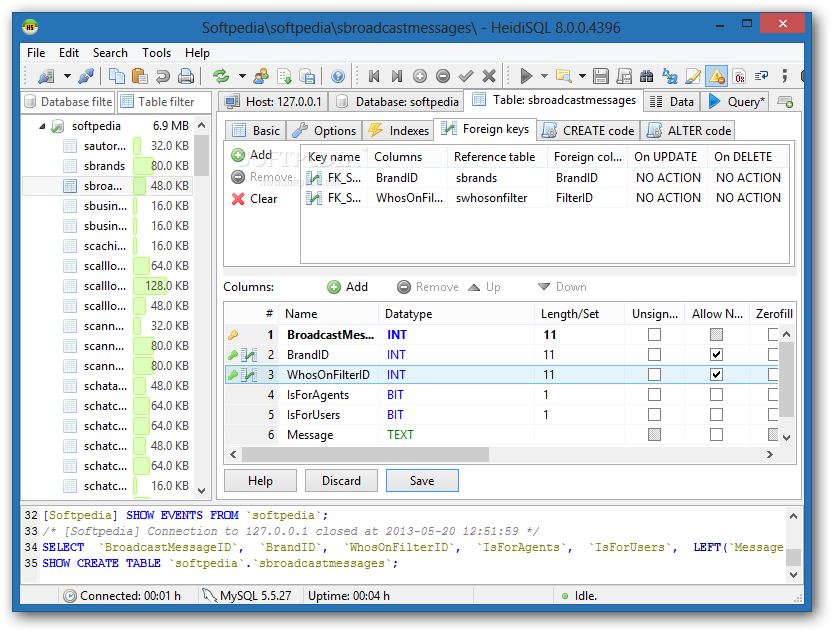 Softpedia\softpedia\sbroadcastmessages\ - HeidiSQL 8.0.0.4396
File Edit Search Tools Help
Database filte Table filter Host: 127.0.0.1 Database: softpedia Table: sbroadcastmessages Data Query*
softpedia 6.9 MB
sautor... 32.0 KB
sbrands 80.0 KB
sbroa... 48.0 KB
sbusin... 16.0 KB
sbusin... 16.0 KB
scachi... 16.0 KB
scalllo... 64.0 KB
scalllo... 128.0 KB
scalllo... 48.0 KB
scann... 32.0 KB
scann... 80.0 KB
scann... 80.0 KB
schata... 48.0 KB
schatc... 64.0 KB
schatc... 64.0 KB
schatc... 48.0 KB
schatc... 64.0 KB
schatc... 16.0 KB
Basic Options Indexes Foreign keys CREATE code ALTER code
Add
Remove
Clear
SOFTPEDIA
Key name Columns Reference table Foreign col... On UPDATE On DELETE
FK_S... BrandID sbrands BrandID NO ACTION NO ACTION
FK_S... WhosOnFil... swhosonfilter FilterID NO ACTION NO ACTION
Columns: Add Remove Up Down
# Name Datatype Length/Set Unsign... Allow N... Zerofill
1 BroadcastMes... INT 11
2 BrandID INT 11
3 WhosOnFilterID INT 11
4 IsForAgents BIT 1
5 IsForUsers BIT 1
6 Message TEXT
Help Discard Save
32 [Softpedia] SHOW EVENTS FROM `softpedia`;
33 /* [Softpedia] Connection to 127.0.0.1 closed at 2013-05-20 12:51:59 */
34 SELECT `BroadcastMessageID`, `BrandID`, `WhosOnFilterID`, `IsForAgents`, `IsForUsers`, LEFT(`Message
35 SHOW CREATE TABLE `softpedia`.`sbroadcastmessages`;
Connected: 00:01 h MySQL 5.5.27 Uptime: 00:04 h Idle.